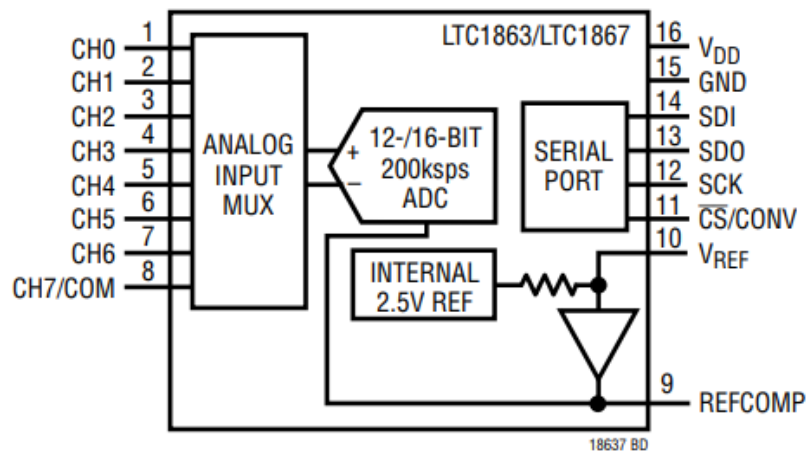 LTC1863/LTC1867
1
CH0
2
CH1
3
CH2
4
CH3
5
CH4
6
CH5
7
CH6
8
CH7/COM
ANALOG
INPUT
MUX
+
–
12-/16-BIT
200ksps
ADC
INTERNAL
2.5V REF
SERIAL
PORT
16
VDD
15
GND
14
SDI
13
SDO
12
SCK
11
C̅S̅/CONV
10
VREF
9
REFCOMP
18637 BD